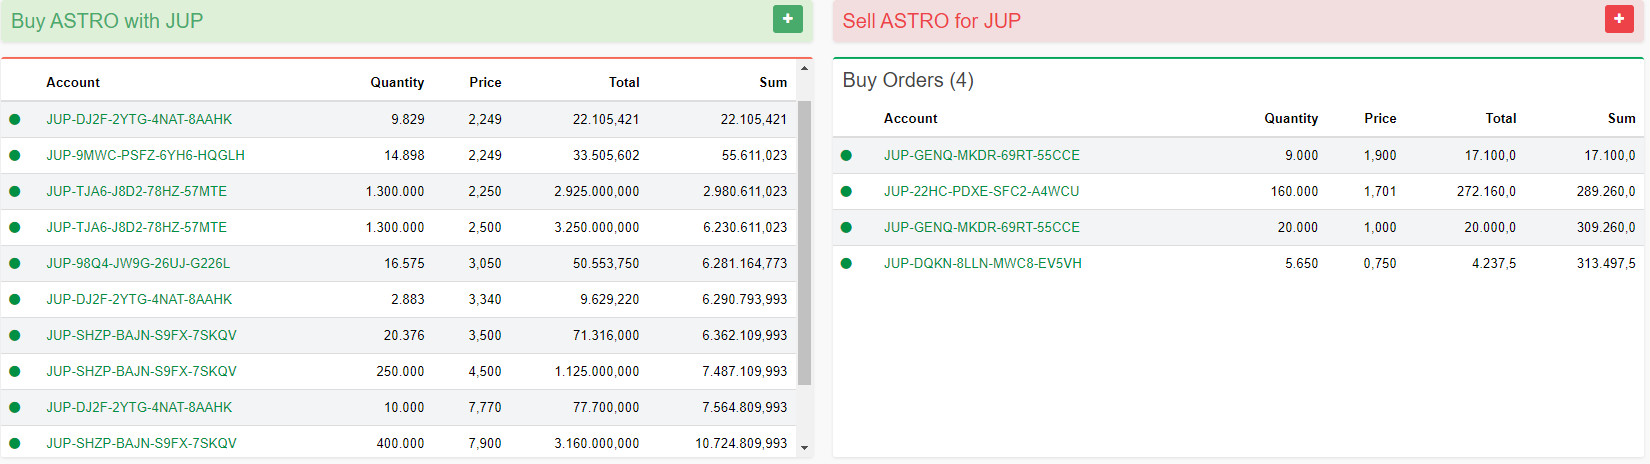 Buy ASTRO with JUP
Account Quantity Price Total Sum
JUP-DJ2F-2YTG-4NAT-8AAHK 9.829 2,249 22.105,421 22.105,421
JUP-9MWC-PSFZ-6YH6-HQGLH 14.898 2,249 33.505,602 55.611,023
JUP-TJA6-J8D2-78HZ-57MTE 1.300.000 2,250 2.925.000,000 2.980.611,023
JUP-TJA6-J8D2-78HZ-57MTE 1.300.000 2,500 3.250.000,000 6.230.611,023
JUP-98Q4-JW9G-26UJ-G226L 16.575 3,050 50.553,750 6.281.164,773
JUP-DJ2F-2YTG-4NAT-8AAHK 2.883 3,340 9.629,220 6.290.793,993
JUP-SHZP-BAJN-S9FX-7SKQV 20.376 3,500 71.316,000 6.362.109,993
JUP-SHZP-BAJN-S9FX-7SKQV 250.000 4,500 1.125.000,000 7.487.109,993
JUP-DJ2F-2YTG-4NAT-8AAHK 10.000 7,770 77.700,000 7.564.809,993
JUP-SHZP-BAJN-S9FX-7SKQV 400.000 7,900 3.160.000,000 10.724.809,993
Sell ASTRO for JUP
Buy Orders (4)
Account Quantity Price Total Sum
JUP-GENQ-MKDR-69RT-55CCE 9.000 1,900 17.100,0 17.100,0
JUP-22HC-PDXE-SFC2-A4WCU 160.000 1,701 272.160,0 289.260,0
JUP-GENQ-MKDR-69RT-55CCE 20.000 1,000 20.000,0 309.260,0
JUP-DQKN-8LLN-MWC8-EV5VH 5.650 0,750 4.237,5 313.497,5